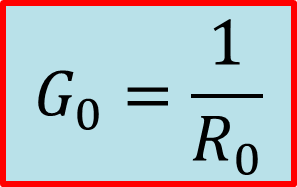 G₀ = 1/R₀